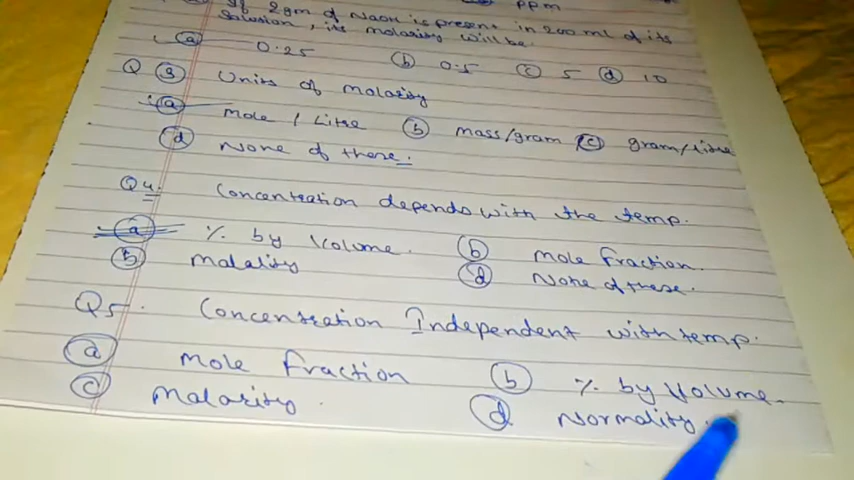 ppm
If 2gm of NaOH is present in 200 ml of its
solution, its molarity will be.
(a) 0.25 (b) 0.5 (c) 5 (d) 10
Q (3) Units of molarity
(a) mole / Litre (b) mass/gram (c) gram/litre
(d) None of these:
Q4. Concentration depends with the temp.
(a) % by Volume. (b) mole fraction.
(b) Malality (d) None of these.
Q5. Concentration Independent with temp.
(a) Mole fraction (b) % by Volume.
(c) Malarity. (d) Normality.